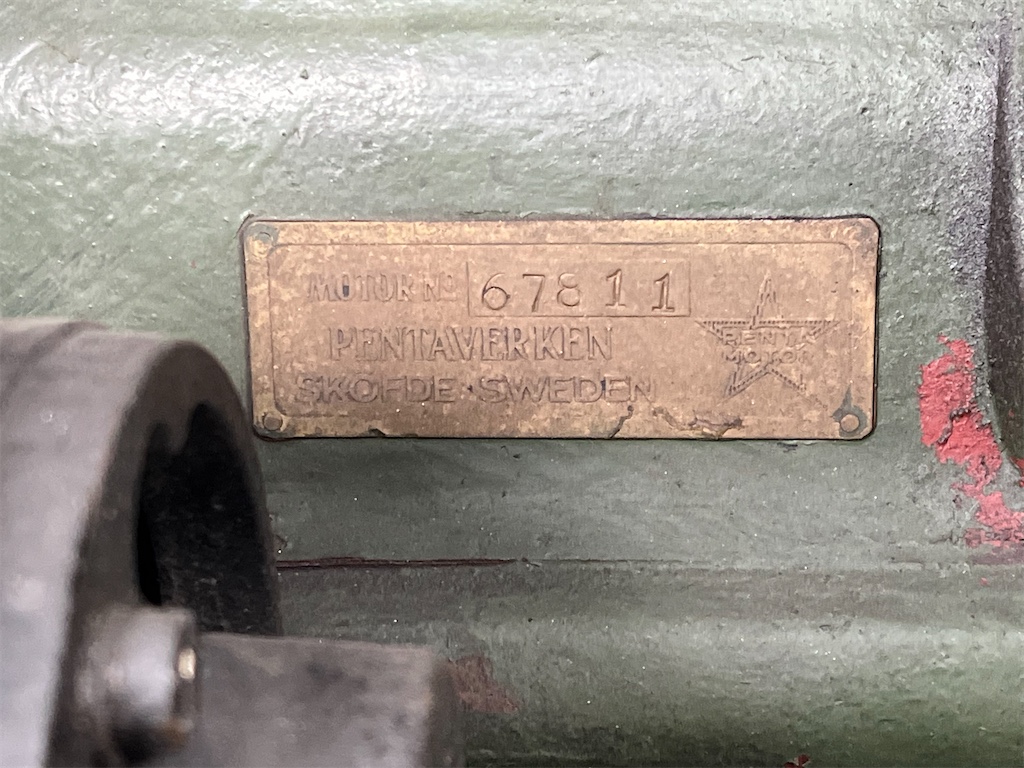 MOTOR No 67811
PENTAVERKEN
SKÖFDE·SWEDEN
PENTA
MOTOR